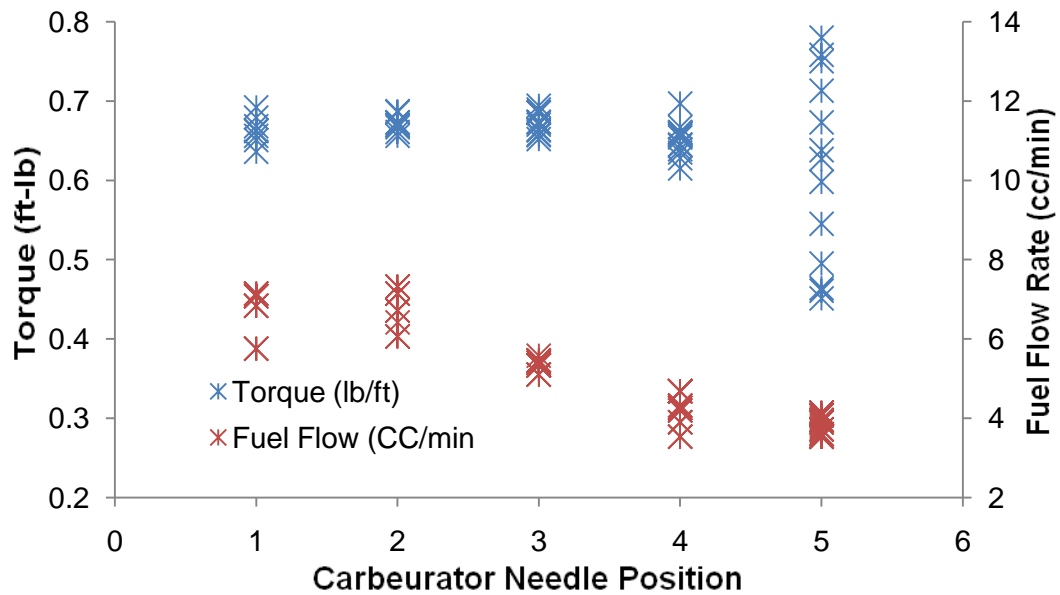 0.8
0.7
0.6
0.5
0.4
0.3
0.2
14
12
10
8
6
4
2
Torque (ft-lb)
Fuel Flow Rate (cc/min)
Torque (lb/ft)
Fuel Flow (CC/min
0 1 2 3 4 5 6
Carbeurator Needle Position